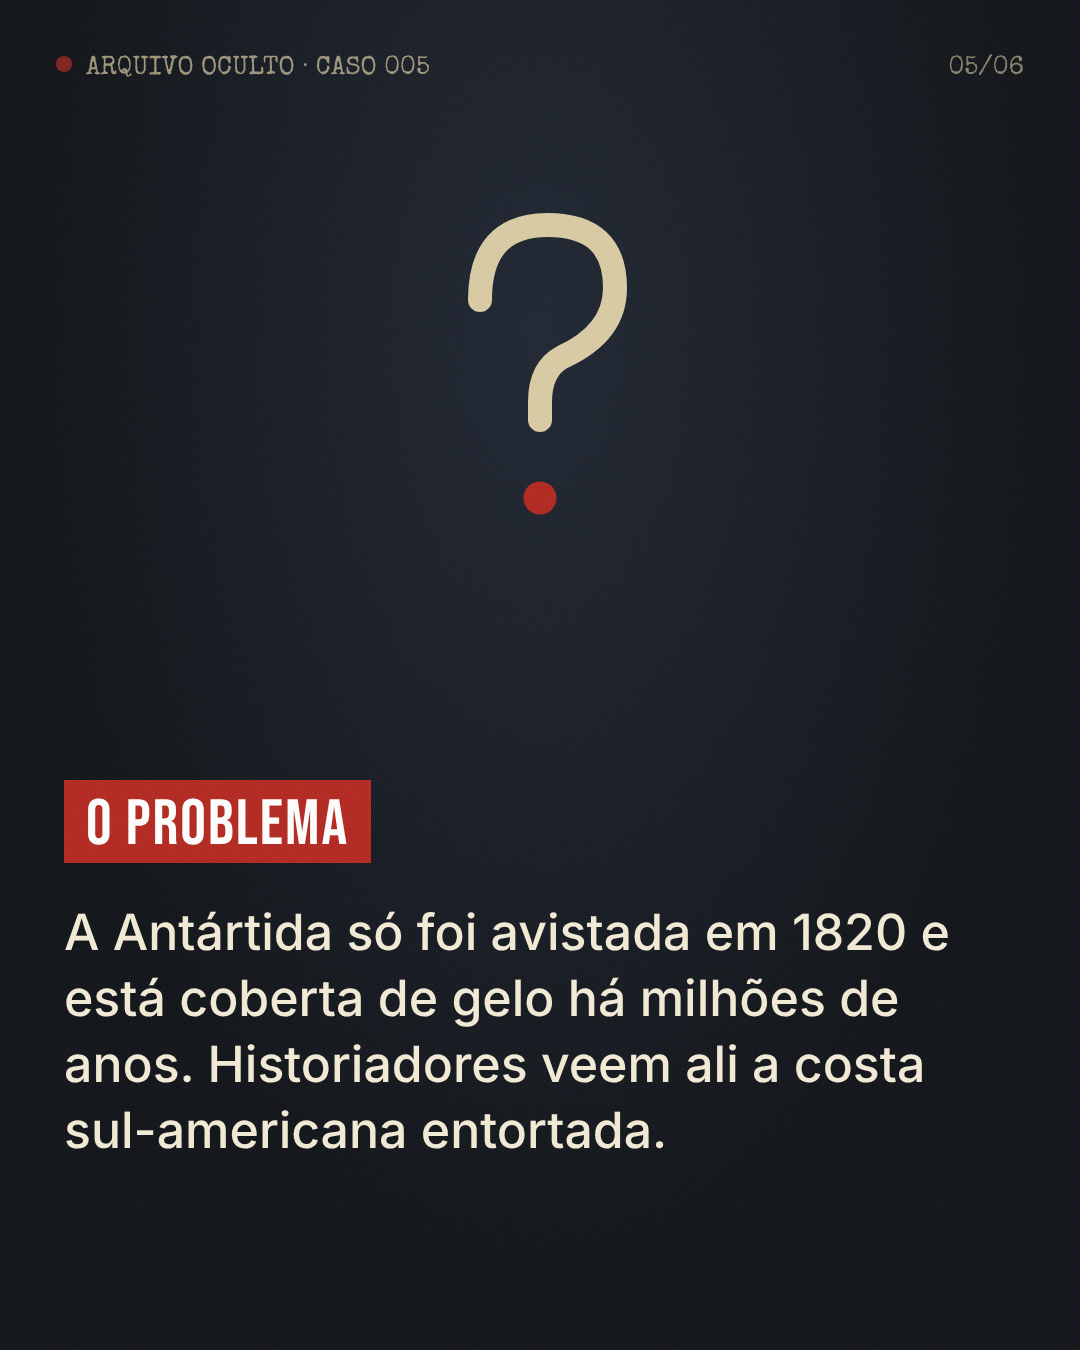 ARQUIVO OCULTO · CASO 005
05/06
O PROBLEMA
A Antártida só foi avistada em 1820 e
está coberta de gelo há milhões de
anos. Historiadores veem ali a costa
sul-americana entortada.